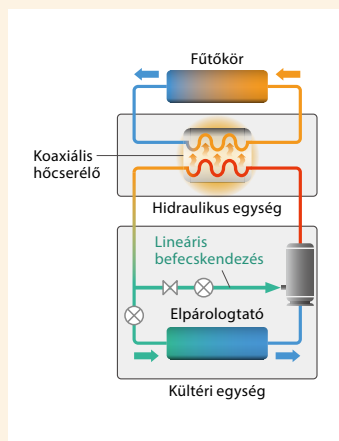 Fűtőkör
Koaxiális
hőcserélő
Hidraulikus egység
Lineáris
befecskendezés
Elpárologtató
Kültéri egység